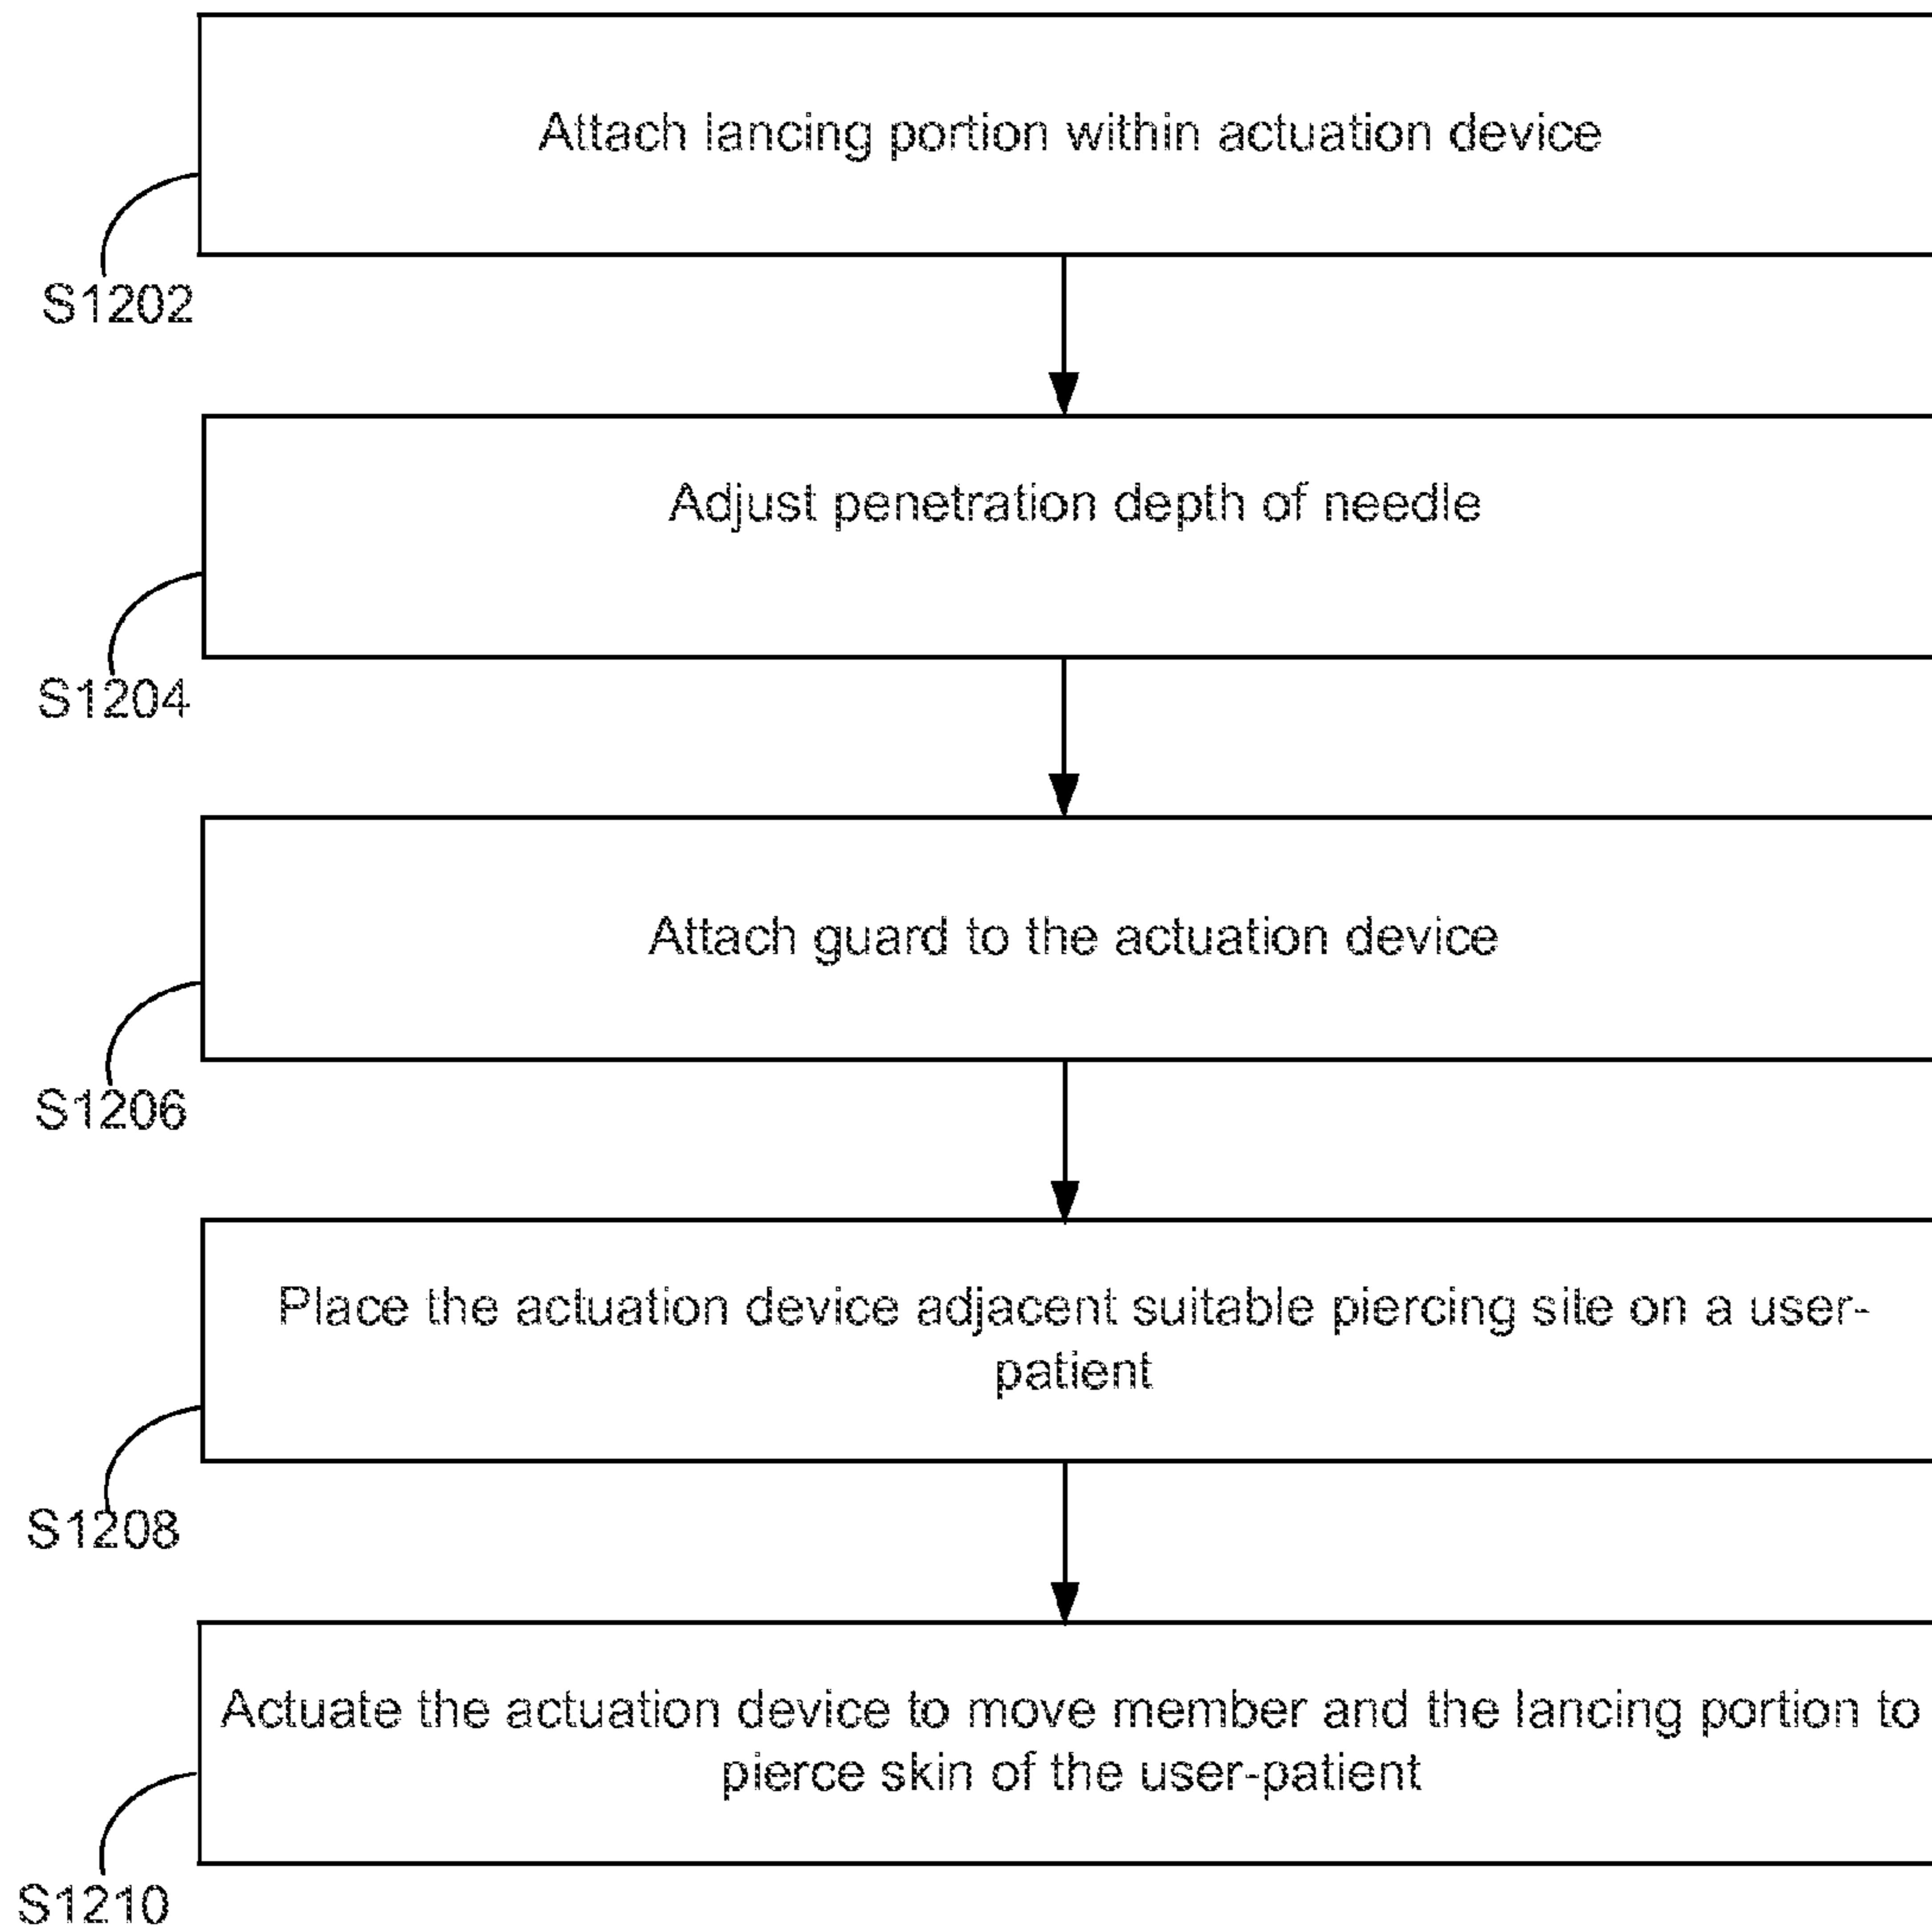 Attach lancing portion within actuation device
S1202
Adjust penetration depth of needle
S1204
Attach guard to the actuation device
S1206
Place the actuation device adjacent suitable piercing site on a user-
patient
S1208
Actuate the actuation device to move member and the lancing portion to
pierce skin of the user-patient
S1210